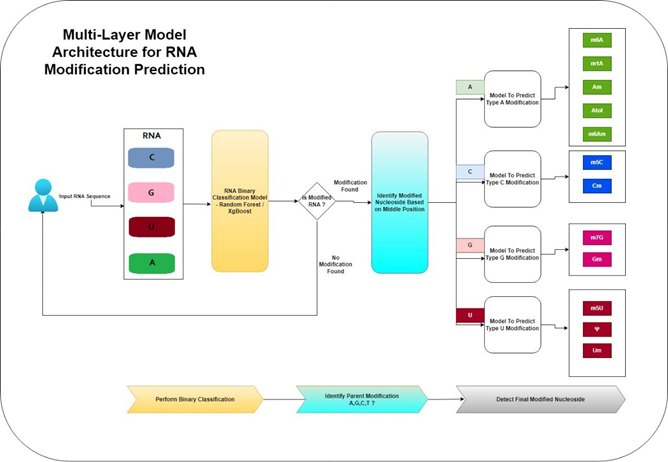 Multi-Layer Model
Architecture for RNA
Modification Prediction
Input RNA Sequence
RNA
C
G
U
A
RNA Binary
Classification Model
- Random Forest /
XgBoost
Is Modified
RNA ?
Modification
Found
No
Modification
Found
Identify Modified
Nucleoside Based
on Middle Position
A
Model To Predict
Type A Modification
m6A
m1A
Am
AtoI
m6Am
C
Model To Predict
Type C Modification
m5C
Cm
G
Model To Predict
Type G Modification
m7G
Gm
U
Model To Predict
Type U Modification
m5U
Ψ
Um
Perform Binary Classification
Identify Parent Modification
A,G,C,T ?
Detect Final Modified Nucleoside